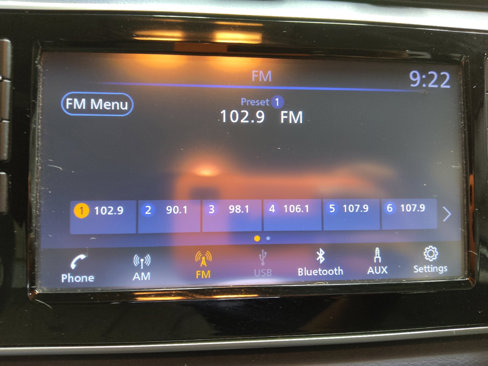 FM
9:22
FM Menu
Preset 1
102.9 FM
1 102.9 2 90.1 3 98.1 4 106.1 5 107.9 6 107.9
Phone AM FM USB Bluetooth AUX Settings